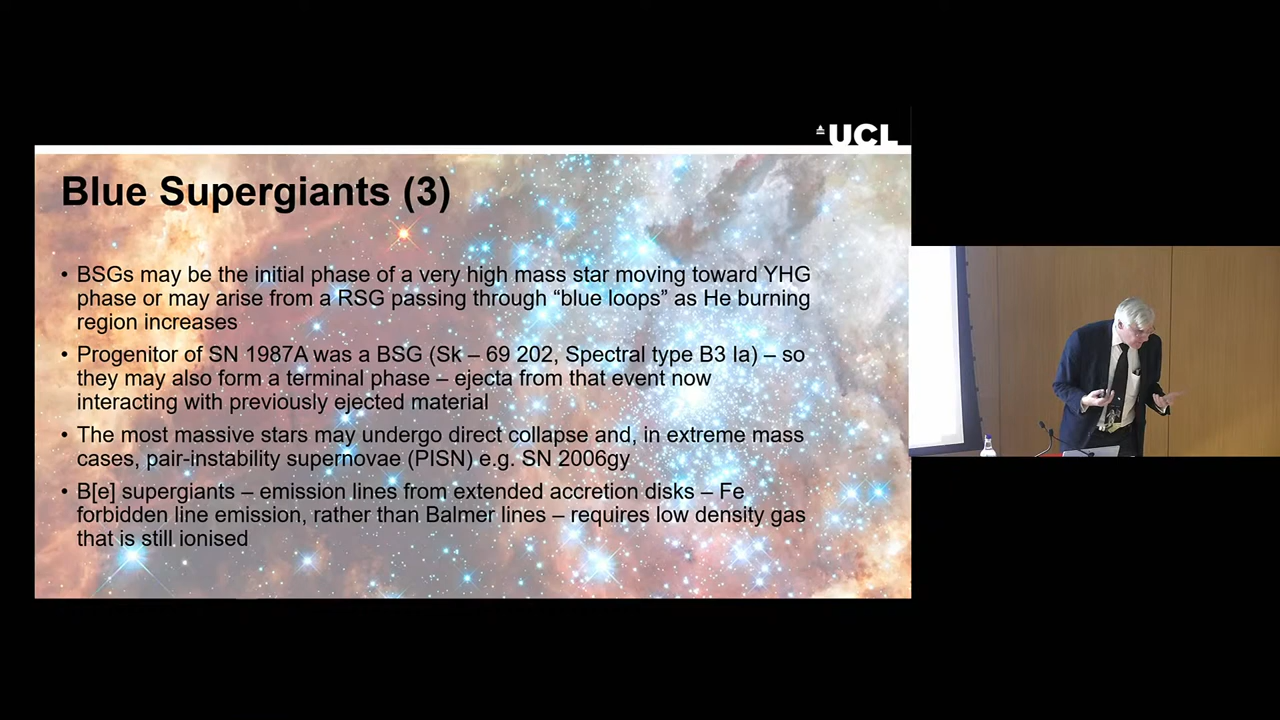 UCL
Blue Supergiants (3)
• BSGs may be the initial phase of a very high mass star moving toward YHG
phase or may arise from a RSG passing through “blue loops” as He burning
region increases
• Progenitor of SN 1987A was a BSG (Sk – 69 202, Spectral type B3 Ia) – so
they may also form a terminal phase – ejecta from that event now
interacting with previously ejected material
• The most massive stars may undergo direct collapse and, in extreme mass
cases, pair-instability supernovae (PISN) e.g. SN 2006gy
• B[e] supergiants – emission lines from extended accretion disks – Fe
forbidden line emission, rather than Balmer lines – requires low density gas
that is still ionised